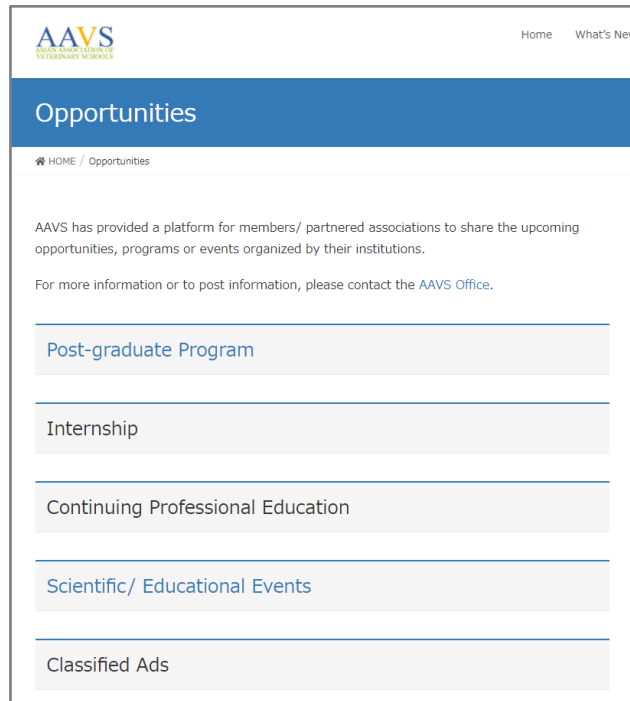 AAVS
ASIAN ASSOCIATION OF
VETERINARY SCHOOLS
Home What's New
Opportunities
HOME / Opportunities
AAVS has provided a platform for members/ partnered associations to share the upcoming
opportunities, programs or events organized by their institutions.
For more information or to post information, please contact the AAVS Office.
Post-graduate Program
Internship
Continuing Professional Education
Scientific/ Educational Events
Classified Ads